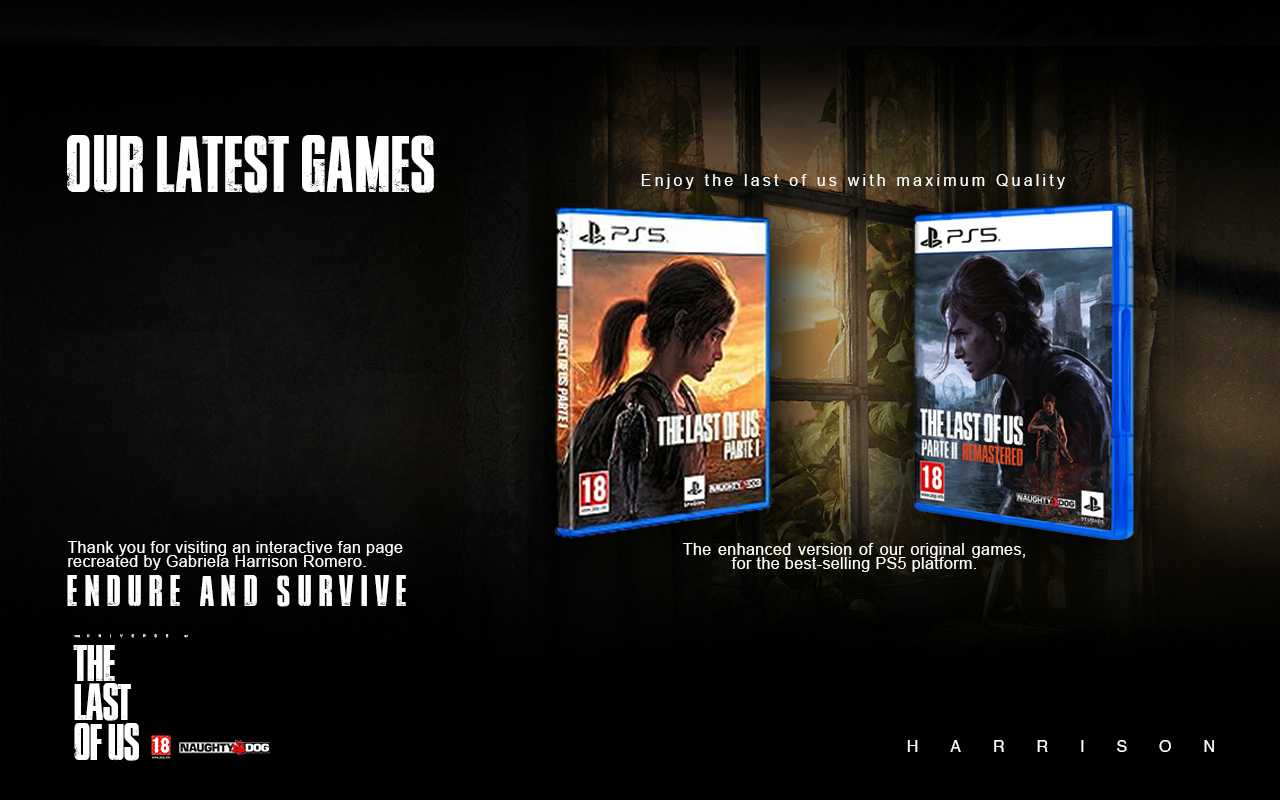 OUR LATEST GAMES
Enjoy the last of us with maximum Quality
PS5
PS5
THE LAST OF US PARTE I
THE LAST OF US
PARTE I
18
NAUGHTY DOG
PS5
THE LAST OF US
PARTE II REMASTERED
18
NAUGHTY DOG
STUDIOS
The enhanced version of our original games,
for the best-selling PS5 platform.
Thank you for visiting an interactive fan page
recreated by Gabriela Harrison Romero.
ENDURE AND SURVIVE
UNIVERSE
THE
LAST
OF US
18
NAUGHTY DOG
HARRISON